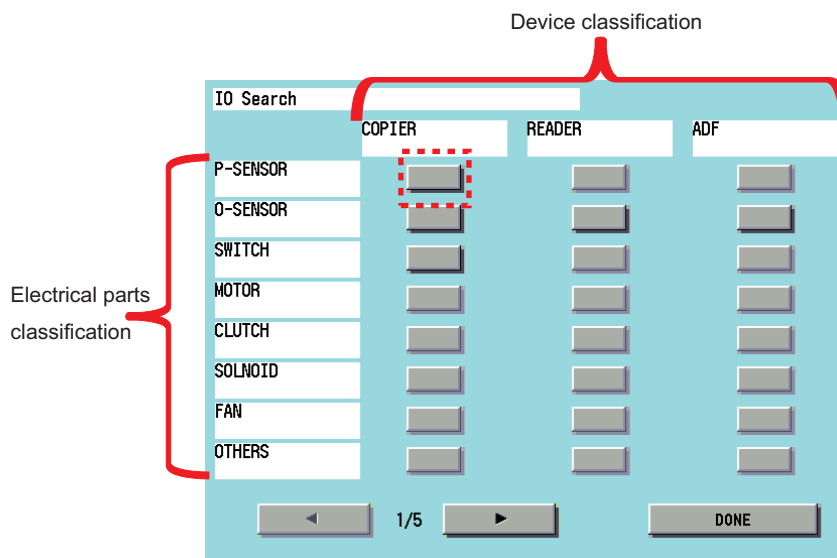 Device classification
IO Search
COPIER READER ADF
P-SENSOR
O-SENSOR
SWITCH
MOTOR
Electrical parts
classification
CLUTCH
SOLNOID
FAN
OTHERS
◄ 1/5 ► DONE